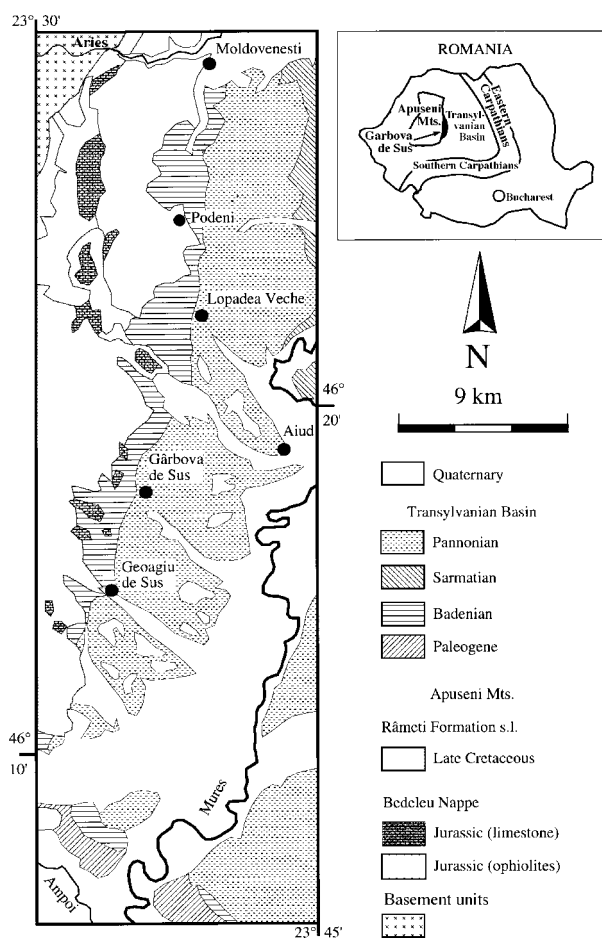 23° 30'
Aries
Moldovenesti
Podeni
Lopadea Veche
46°
20'
Aiud
Gârbova
de Sus
Geoagiu
de Sus
46°
10'
Mures
Ampoi
23° 45'
ROMANIA
Apuseni
Mts.
Transyl-
vanian
Basin
Eastern
Carpathians
Garbova
de Sus
Southern Carpathians
Bucharest
N
9 km
Quaternary
Transylvanian Basin
Pannonian
Sarmatian
Badenian
Paleogene
Apuseni Mts.
Râmeti Formation s.l.
Late Cretaceous
Bedeleu Nappe
Jurassic (limestone)
Jurassic (ophiolites)
Basement units